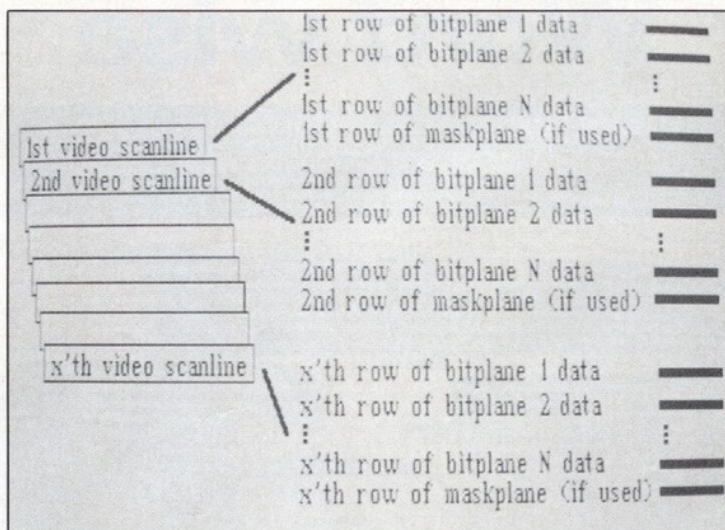 1st row of bitplane 1 data
1st row of bitplane 2 data
1st row of bitplane N data
1st row of maskplane (if used)
1st video scanline
2nd video scanline
2nd row of bitplane 1 data
2nd row of bitplane 2 data
2nd row of bitplane N data
2nd row of maskplane (if used)
x'th video scanline
x'th row of bitplane 1 data
x'th row of bitplane 2 data
x'th row of bitplane N data
x'th row of maskplane (if used)